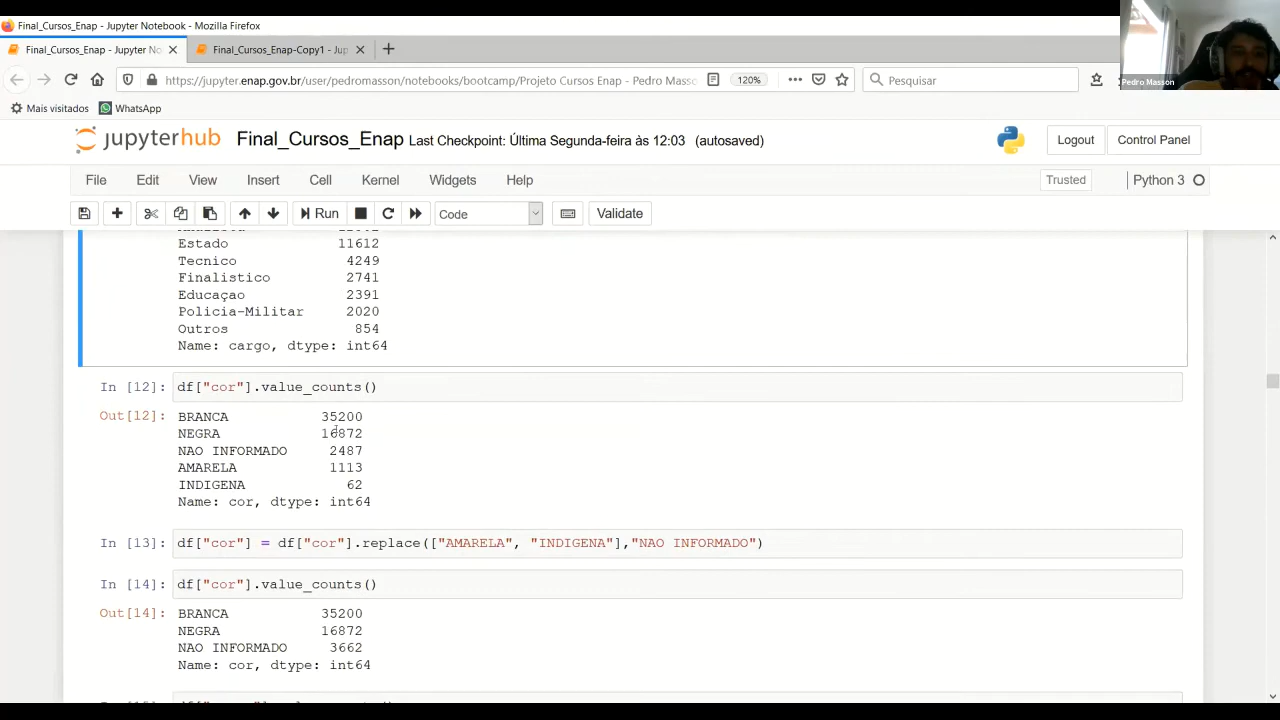 Final_Cursos_Enap - Jupyter Notebook - Mozilla Firefox
Final_Cursos_Enap - Jupyter No
Final_Cursos_Enap-Copy1 - Jup
Pedro Masson
https://jupyter.enap.gov.br/user/pedromasson/notebooks/bootcamp/Projeto Cursos Enap - Pedro Mass
120%
Pesquisar
Mais visitados
WhatsApp
jupyterhub Final_Cursos_Enap Last Checkpoint: Última Segunda-feira às 12:03 (autosaved)
Logout
Control Panel
File Edit View Insert Cell Kernel Widgets Help
Trusted
Python 3
Run
Code
Validate
Estado 11612
Tecnico 4249
Finalistico 2741
Educaçao 2391
Policia-Militar 2020
Outros 854
Name: cargo, dtype: int64
In [12]: df["cor"].value_counts()
Out[12]: BRANCA 35200
NEGRA 16872
NAO INFORMADO 2487
AMARELA 1113
INDIGENA 62
Name: cor, dtype: int64
In [13]: df["cor"] = df["cor"].replace(["AMARELA", "INDIGENA"],"NAO INFORMADO")
In [14]: df["cor"].value_counts()
Out[14]: BRANCA 35200
NEGRA 16872
NAO INFORMADO 3662
Name: cor, dtype: int64